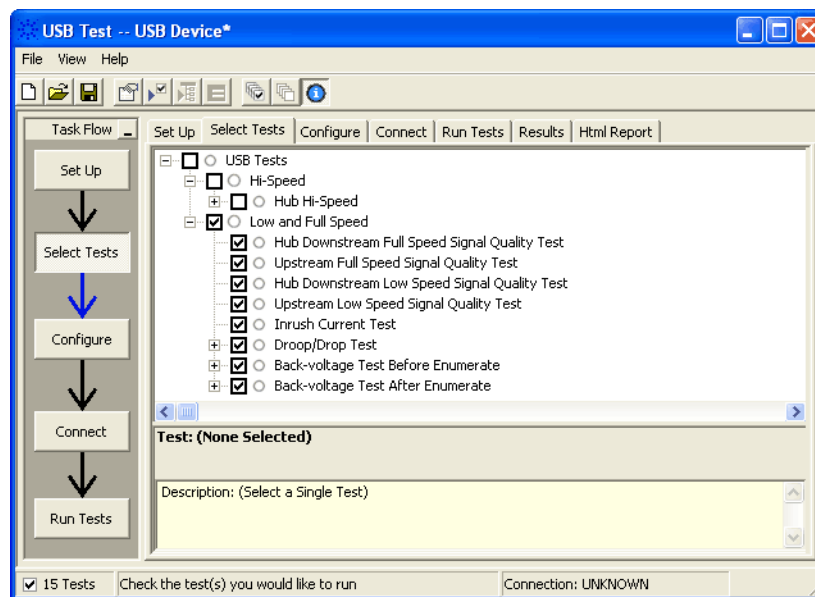 USB Test -- USB Device*
File View Help
Task Flow
Set Up Select Tests Configure Connect Run Tests Results Html Report
Set Up
Select Tests
Configure
Connect
Run Tests
USB Tests
Hi-Speed
Hub Hi-Speed
Low and Full Speed
Hub Downstream Full Speed Signal Quality Test
Upstream Full Speed Signal Quality Test
Hub Downstream Low Speed Signal Quality Test
Upstream Low Speed Signal Quality Test
Inrush Current Test
Droop/Drop Test
Back-voltage Test Before Enumerate
Back-voltage Test After Enumerate
Test: (None Selected)
Description: (Select a Single Test)
15 Tests Check the test(s) you would like to run Connection: UNKNOWN